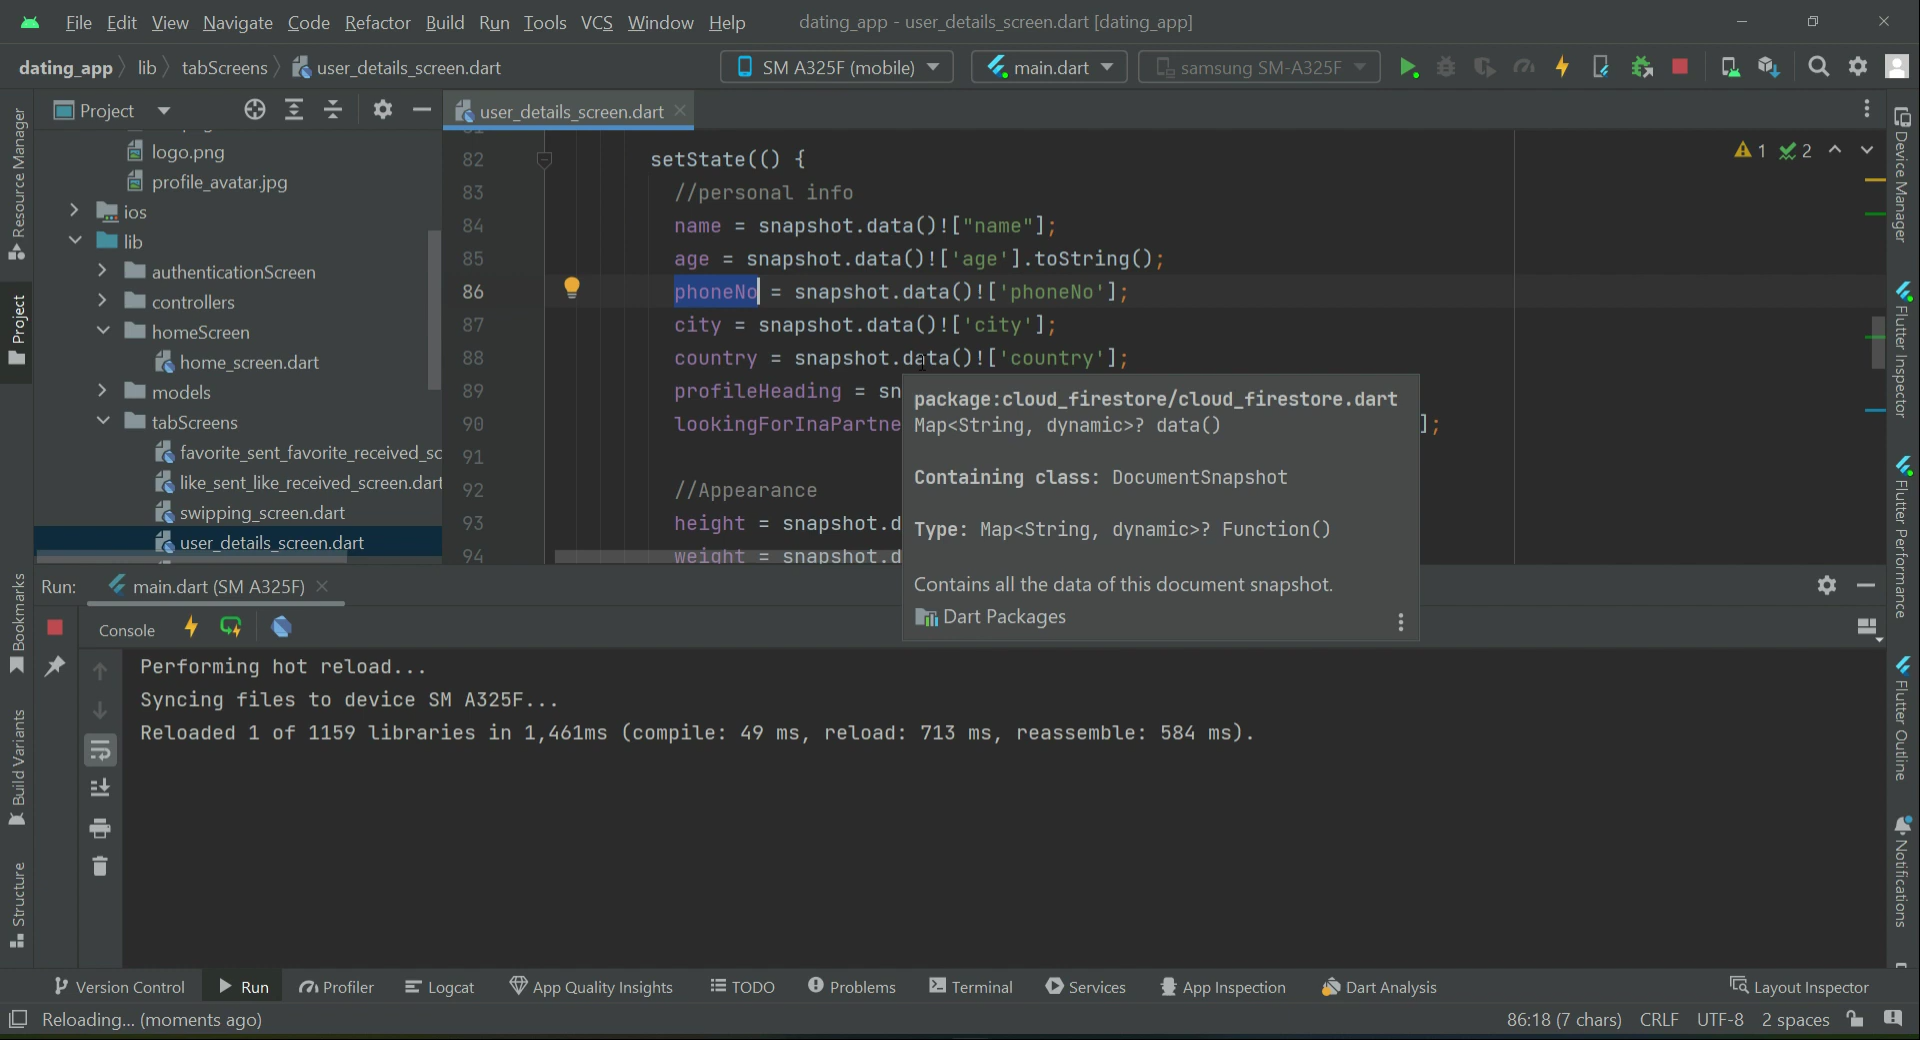 File Edit View Navigate Code Refactor Build Run Tools VCS Window Help dating_app - user_details_screen.dart [dating_app]
dating_app lib tabScreens user_details_screen.dart SM A325F (mobile) main.dart samsung SM-A325F
Project
logo.png
profile_avatar.jpg
ios
lib
authenticationScreen
controllers
homeScreen
home_screen.dart
models
tabScreens
favorite_sent_favorite_received_sc
like_sent_like_received_screen.dart
swipping_screen.dart
user_details_screen.dart
user_details_screen.dart
1 2
82 setState(() {
83 //personal info
84 name = snapshot.data()!["name"];
85 age = snapshot.data()!['age'].toString();
86 phoneNo = snapshot.data()!['phoneNo'];
87 city = snapshot.data()!['city'];
88 country = snapshot.data()!['country'];
89 profileHeading = sn
90 lookingForInaPartne ];
91
92 //Appearance
93 height = snapshot.d
94 weight = snapshot.d
package:cloud_firestore/cloud_firestore.dart
Map<String, dynamic>? data()
Containing class: DocumentSnapshot
Type: Map<String, dynamic>? Function()
Contains all the data of this document snapshot.
Dart Packages
Run: main.dart (SM A325F)
Console
Performing hot reload...
Syncing files to device SM A325F...
Reloaded 1 of 1159 libraries in 1,461ms (compile: 49 ms, reload: 713 ms, reassemble: 584 ms).
Resource Manager
Project
Bookmarks
Build Variants
Structure
Device Manager
Flutter Inspector
Flutter Performance
Flutter Outline
Notifications
Version Control Run Profiler Logcat App Quality Insights TODO Problems Terminal Services App Inspection Dart Analysis Layout Inspector
Reloading... (moments ago) 86:18 (7 chars) CRLF UTF-8 2 spaces